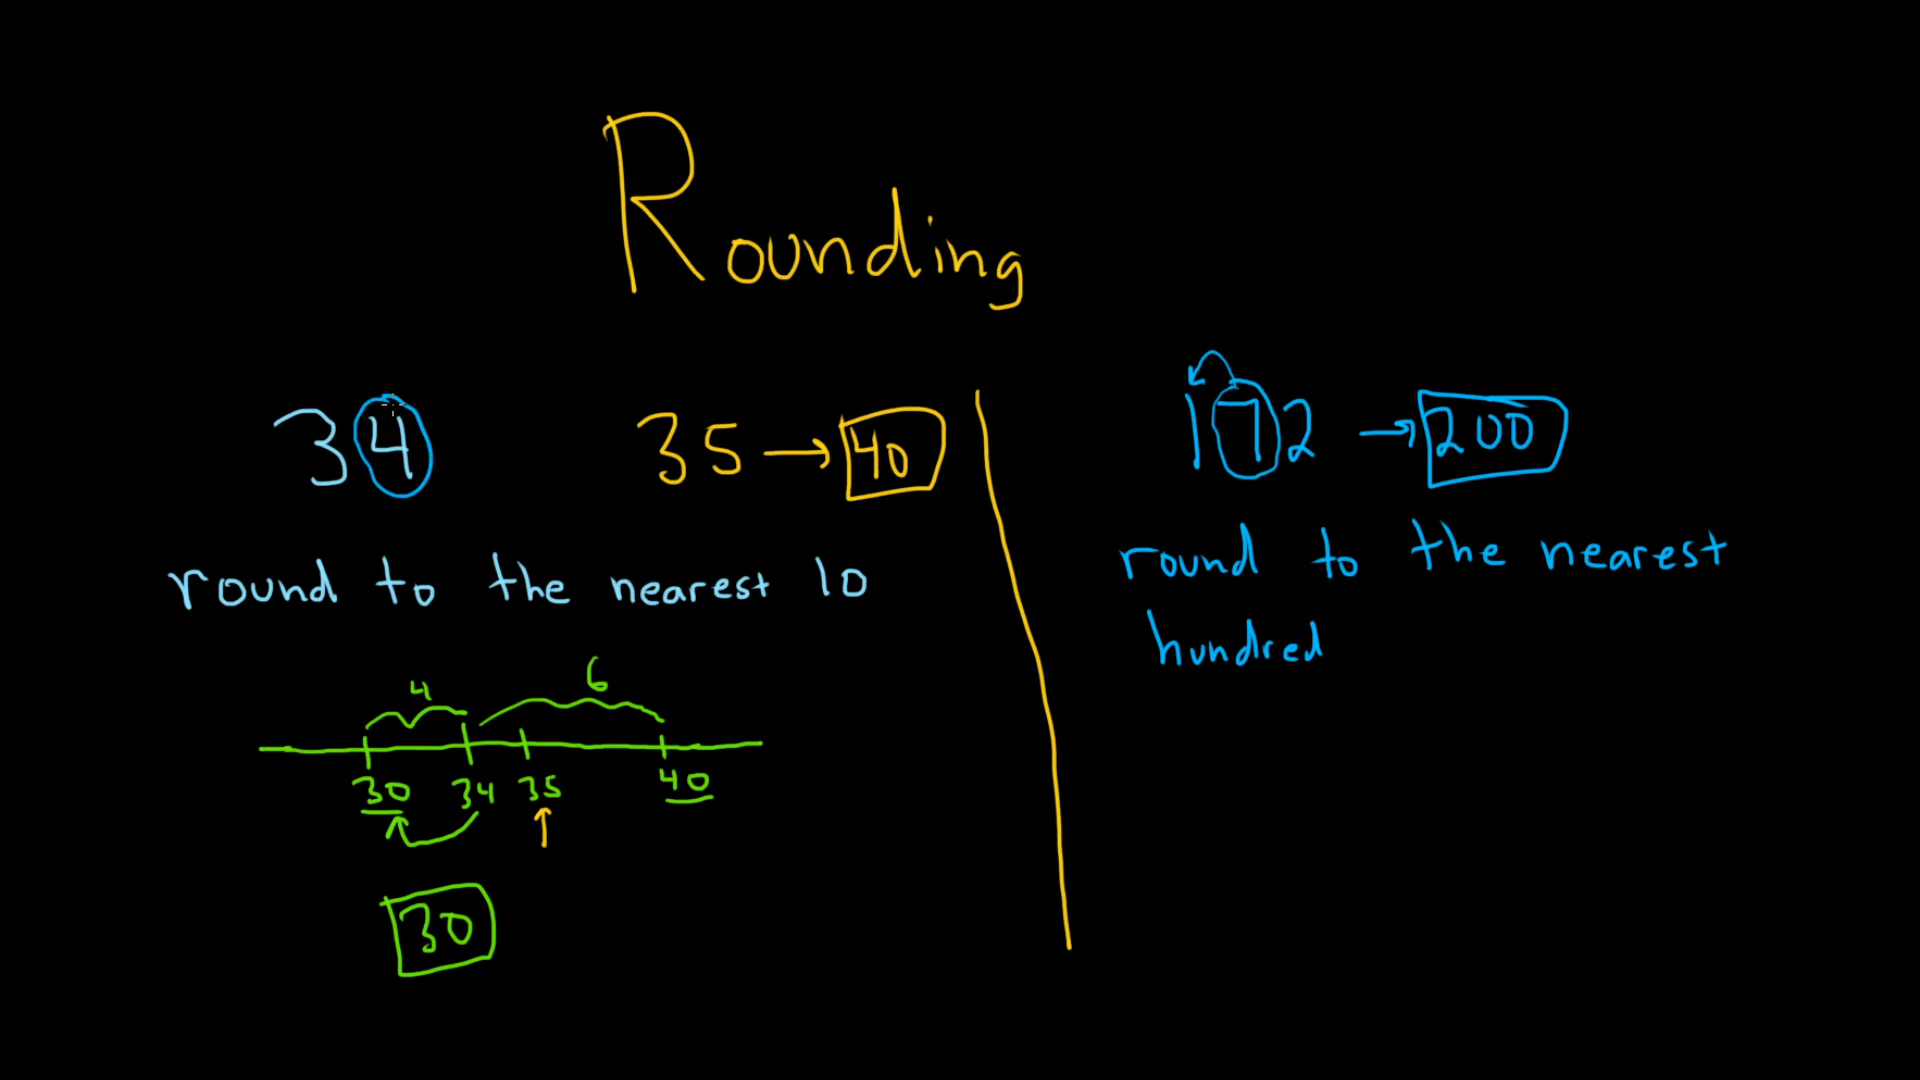 Rounding
34
35 → 40
round to the nearest 10
4
6
30 34 35 40
30
172 → 200
round to the nearest
hundred